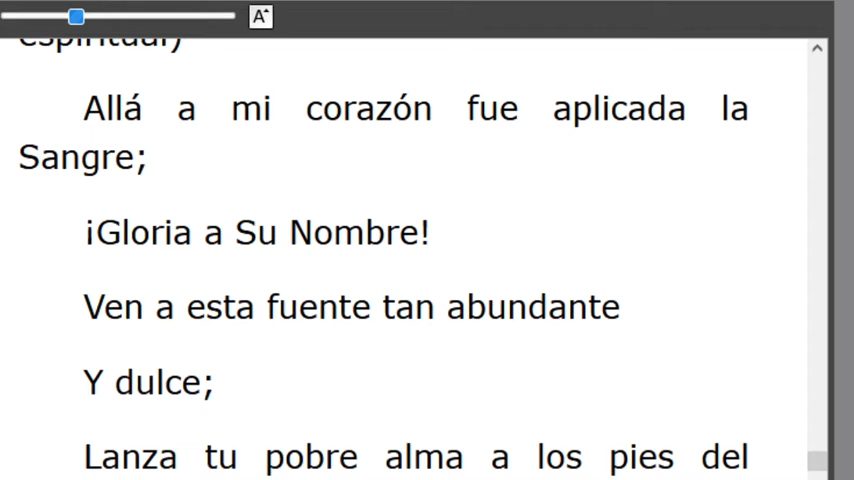 A
espiritual)
Allá a mi corazón fue aplicada la
Sangre;
¡Gloria a Su Nombre!
Ven a esta fuente tan abundante
Y dulce;
Lanza tu pobre alma a los pies del